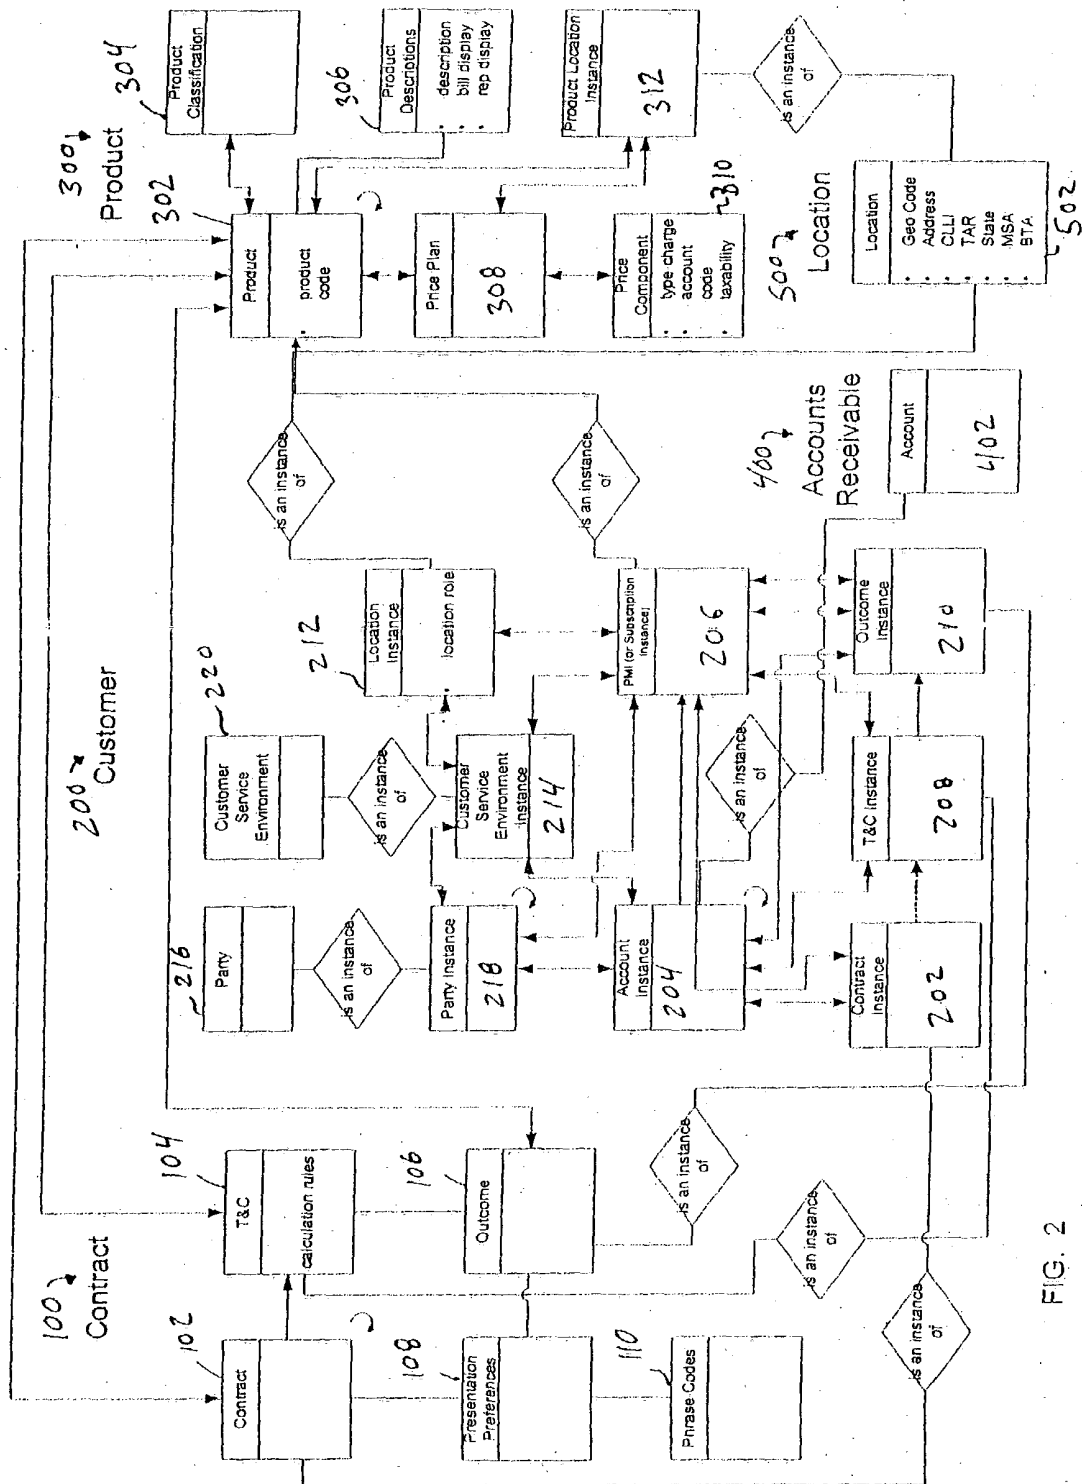 100
Contract
102
Contract
104
T&C
calculation rules
108
Presentation
Preferences
106
Outcome
110
Phrase Codes
is an instance
of
is an instance
of
is an instance
of
200
Customer
216
Party
220
Customer
Service
Environment
is an instance
of
is an instance
of
212
Location
Instance
• location role
Party Instance
218
Customer
Service
Environment
Instance
214
Account
Instance
204
is an instance
of
PMI (or Subscription
Instance)
206
Contract
Instance
202
T&C Instance
208
Outcome
Instance
210
is an instance
of
is an instance
of
300
Product
302
Product
• product
code
304
Product
Classification
306
Product
Descriptions
• description
• bill display
• rep display
Price Plan
308
Product Location
Instance
312
Price
Component
• type charge
• account
code
• taxability
310
is an instance
of
400
Accounts
Receivable
Account
402
500
Location
Location
• Geo Code
• Address
• CLLI
• TAR
• State
• MSA
• BTA
502
FIG. 2